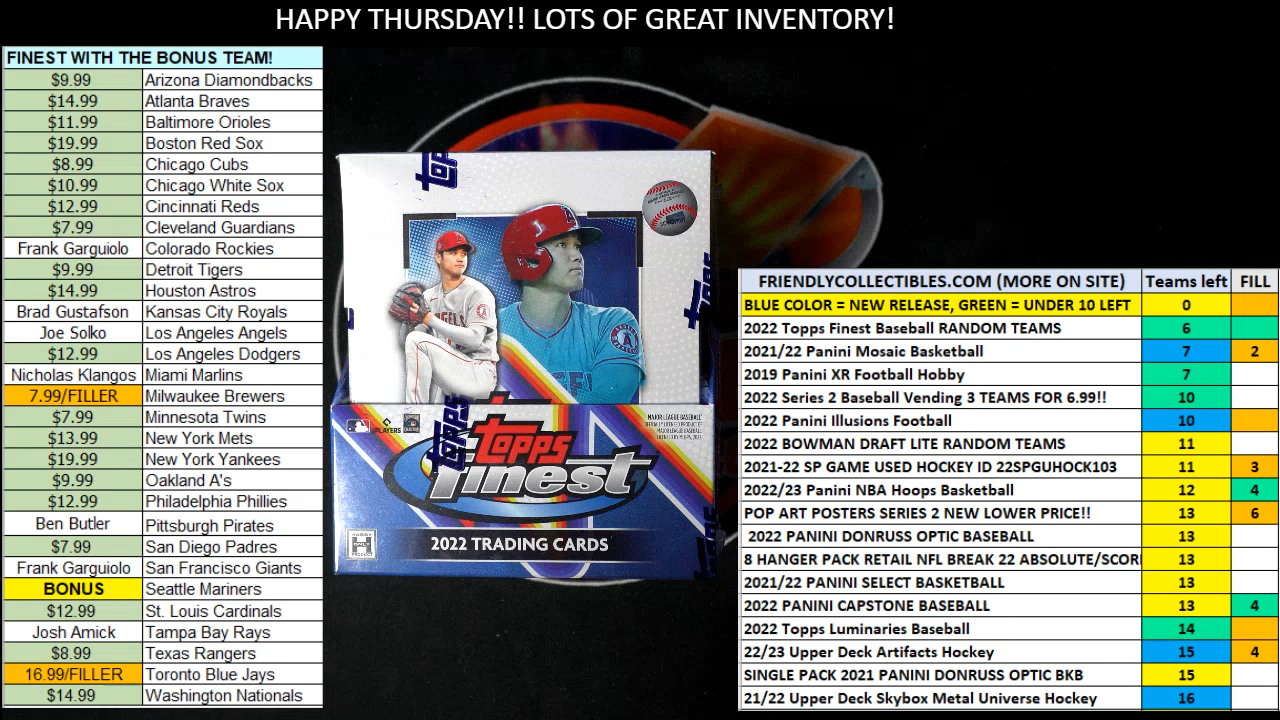 HAPPY THURSDAY!! LOTS OF GREAT INVENTORY!
FINEST WITH THE BONUS TEAM!
$9.99 Arizona Diamondbacks
$14.99 Atlanta Braves
$11.99 Baltimore Orioles
$19.99 Boston Red Sox
$8.99 Chicago Cubs
$10.99 Chicago White Sox
$12.99 Cincinnati Reds
$7.99 Cleveland Guardians
Frank Garguiolo Colorado Rockies
$9.99 Detroit Tigers
$14.99 Houston Astros
Brad Gustafson Kansas City Royals
Joe Solko Los Angeles Angels
$12.99 Los Angeles Dodgers
Nicholas Klangos Miami Marlins
7.99/FILLER Milwaukee Brewers
$7.99 Minnesota Twins
$13.99 New York Mets
$19.99 New York Yankees
$9.99 Oakland A's
$12.99 Philadelphia Phillies
Ben Butler Pittsburgh Pirates
$7.99 San Diego Padres
Frank Garguiolo San Francisco Giants
BONUS Seattle Mariners
$12.99 St. Louis Cardinals
Josh Amick Tampa Bay Rays
$8.99 Texas Rangers
16.99/FILLER Toronto Blue Jays
$14.99 Washington Nationals
TOPPS
ANGELS
TOPPS
PLAYERS
TOPPS
topps
finest
HOBBY
H
2022 TRADING CARDS
FRIENDLYCOLLECTIBLES.COM (MORE ON SITE) Teams left FILL
BLUE COLOR = NEW RELEASE, GREEN = UNDER 10 LEFT 0
2022 Topps Finest Baseball RANDOM TEAMS 6
2021/22 Panini Mosaic Basketball 7 2
2019 Panini XR Football Hobby 7
2022 Series 2 Baseball Vending 3 TEAMS FOR 6.99!! 10
2022 Panini Illusions Football 10
2022 BOWMAN DRAFT LITE RANDOM TEAMS 11
2021-22 SP GAME USED HOCKEY ID 22SPGUHOCK103 11 3
2022/23 Panini NBA Hoops Basketball 12 4
POP ART POSTERS SERIES 2 NEW LOWER PRICE!! 13 6
2022 PANINI DONRUSS OPTIC BASEBALL 13
8 HANGER PACK RETAIL NFL BREAK 22 ABSOLUTE/SCORE 13
2021/22 PANINI SELECT BASKETBALL 13
2022 PANINI CAPSTONE BASEBALL 13 4
2022 Topps Luminaries Baseball 14
22/23 Upper Deck Artifacts Hockey 15 4
SINGLE PACK 2021 PANINI DONRUSS OPTIC BKB 15
21/22 Upper Deck Skybox Metal Universe Hockey 16